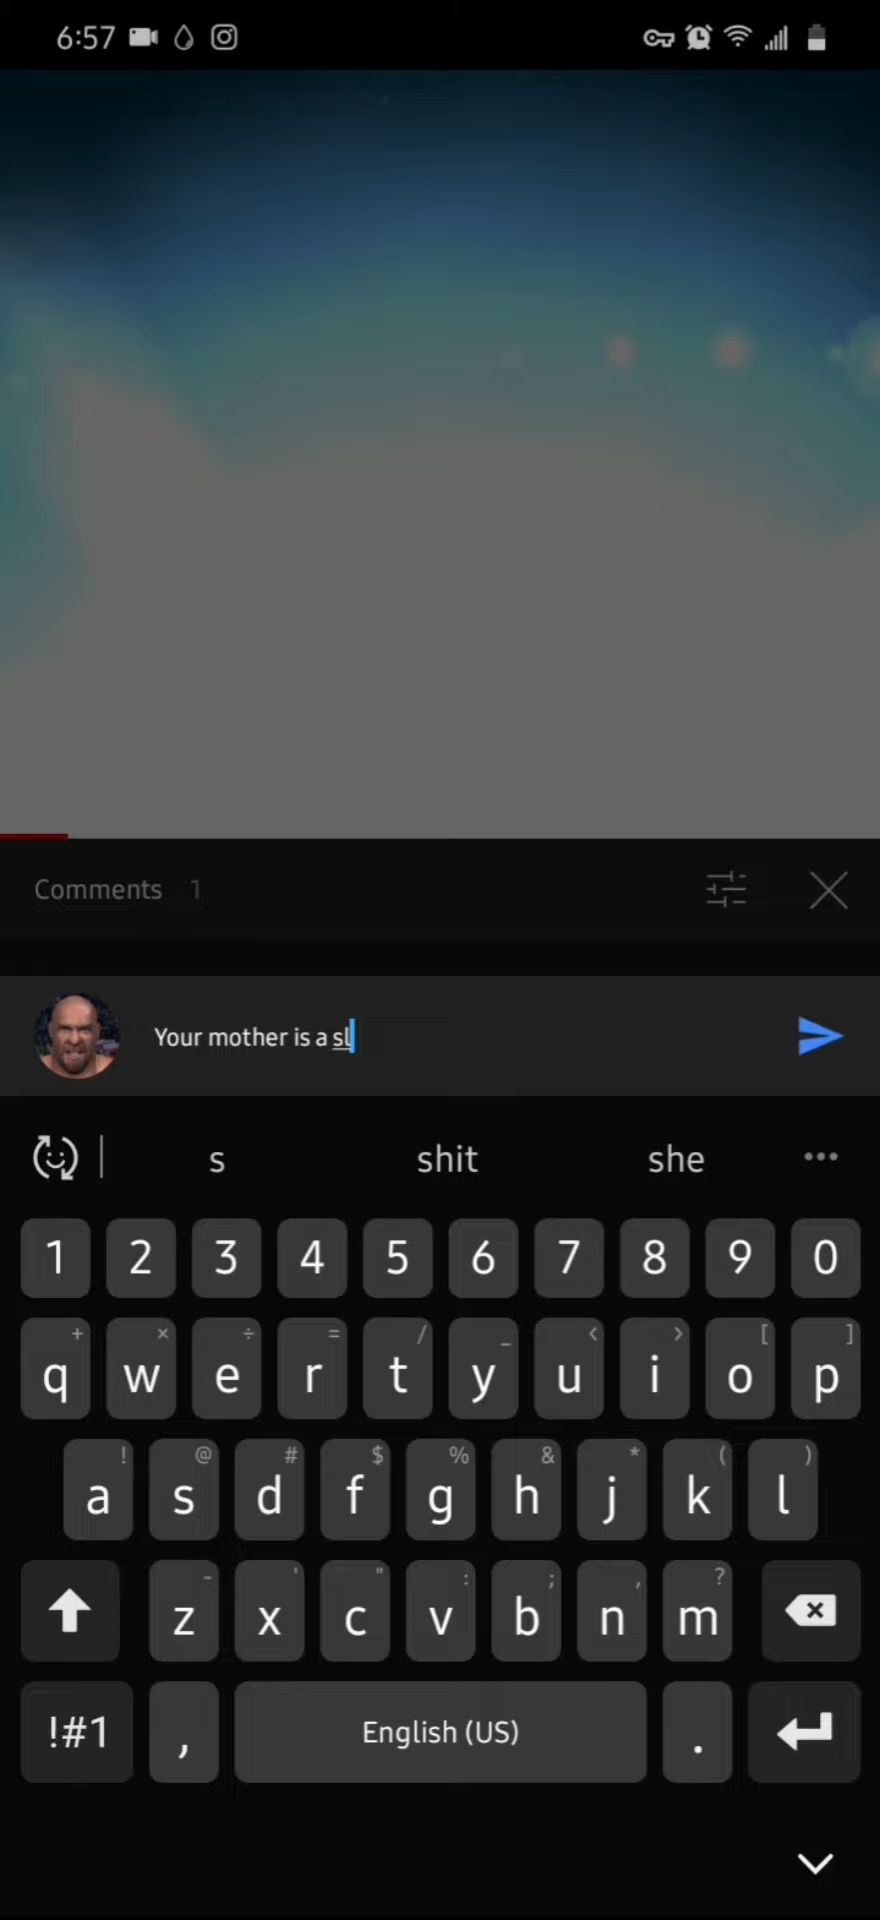 6:57
Comments 1
Your mother is a sl
s shit she
1 2 3 4 5 6 7 8 9 0
+ × ÷ = / _ < > [ ]
q w e r t y u i o p
! @ # $ % & * ( )
a s d f g h j k l
- ' " : ; , ?
z x c v b n m
!#1 , English (US) .